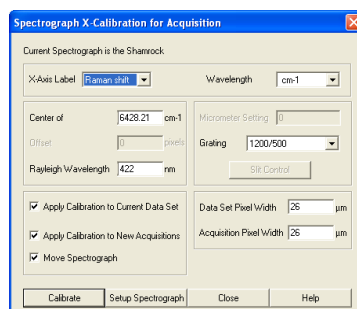 Spectrograph X-Calibration for Acquisition
Current Spectrograph is the Shamrock
X-Axis Label Raman shift Wavelength cm-1
Center of 6428.21 cm-1 Micrometer Setting 0
Offset 0 pixels Grating 1200/500
Rayleigh Wavelength 422 nm Slit Control
Apply Calibration to Current Data Set Data Set Pixel Width 26 µm
Apply Calibration to New Acquisitions Acquisition Pixel Width 26 µm
Move Spectrograph
Calibrate Setup Spectrograph Close Help